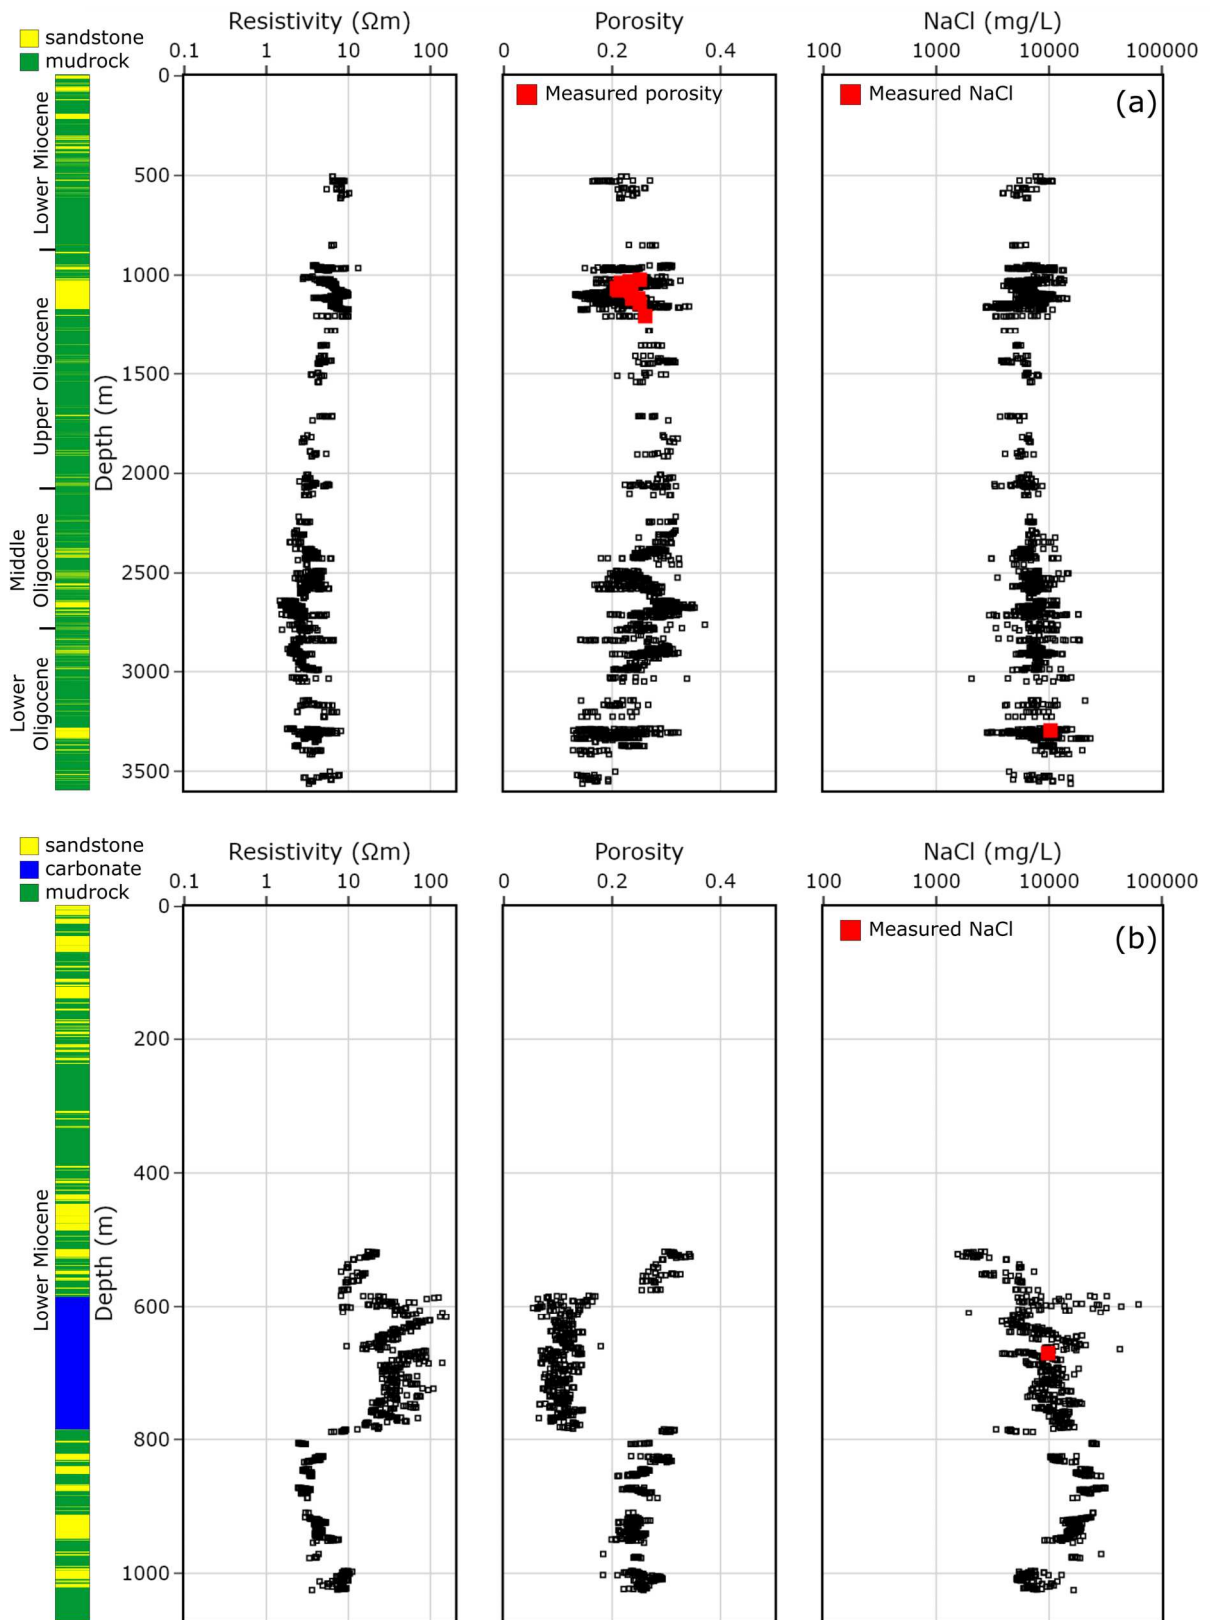 Resistivity (Ωm) Porosity NaCl (mg/L)
sandstone
mudrock
0.1 1 10 100 0 0.2 0.4 100 1000 10000 100000
0
Measured porosity
Measured NaCl
(a)
500
1000
1500
2000
2500
3000
3500
Depth (m)
Lower Miocene
Upper Oligocene
Middle
Oligocene
Lower
Oligocene
sandstone
carbonate
mudrock
Resistivity (Ωm) Porosity NaCl (mg/L)
0.1 1 10 100 0 0.2 0.4 100 1000 10000 100000
0
Measured NaCl
(b)
200
400
600
800
1000
Depth (m)
Lower Miocene